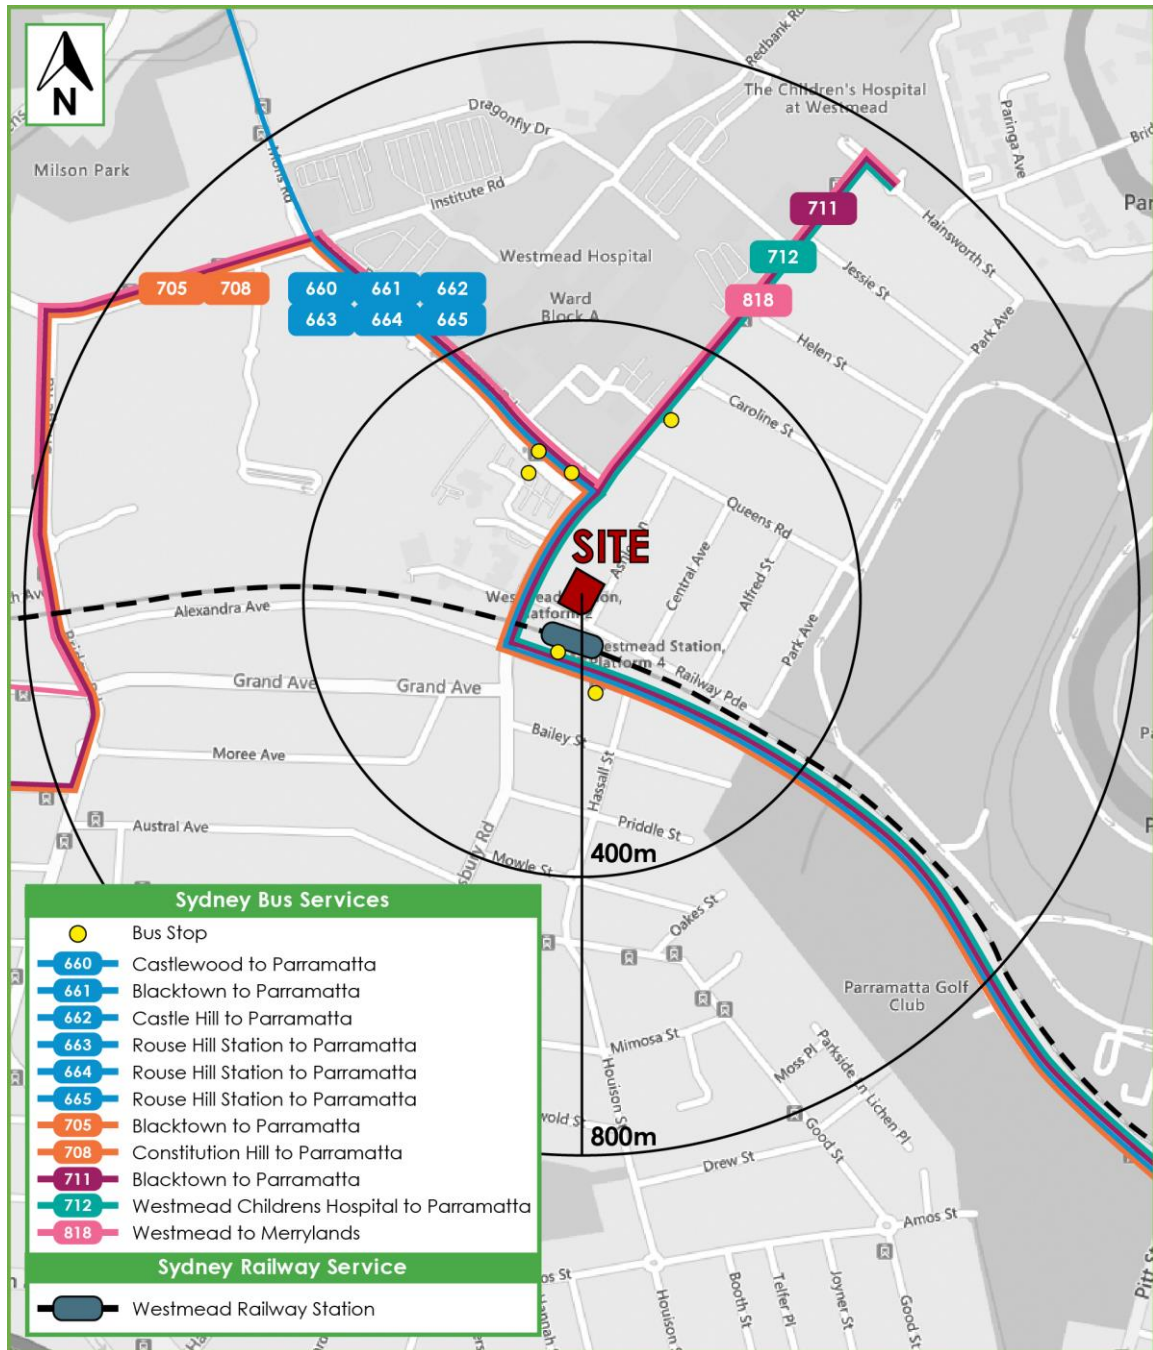 Redbank Ro
The Children's Hospital
at Westmead
N
Dragonfly Dr
Paringa Ave
Milson Park
Institute Rd
711
Hainsworth St
Westmead Hospital
712
Jessie St
705 708
660 661 662
663 664 665
818
Ward
Block A
Helen St
Park Ave
Caroline St
Queens Rd
SITE
Central Ave
Alfred St
Alexandra Ave
Park Ave
estmead Station,
Platform 4
Railway Pde
Grand Ave
Grand Ave
Bailey St
Moree Ave
Hassall St
Austral Ave
Priddle St
Mowle St
400m
Oakes St
Sydney Bus Services
Bus Stop
660 Castlewood to Parramatta
661 Blacktown to Parramatta
662 Castle Hill to Parramatta
663 Rouse Hill Station to Parramatta
664 Rouse Hill Station to Parramatta
665 Rouse Hill Station to Parramatta
705 Blacktown to Parramatta
708 Constitution Hill to Parramatta
711 Blacktown to Parramatta
712 Westmead Childrens Hospital to Parramatta
818 Westmead to Merrylands
Sydney Railway Service
Westmead Railway Station
Parramatta Golf
Club
Mimosa St
Moss Pl
Parkside Ln
Lichen Pl
Houison St
Good St
800m
Drew St
Amos St
Booth St
Telfer Pl
Joyner St
Good St
Houison St